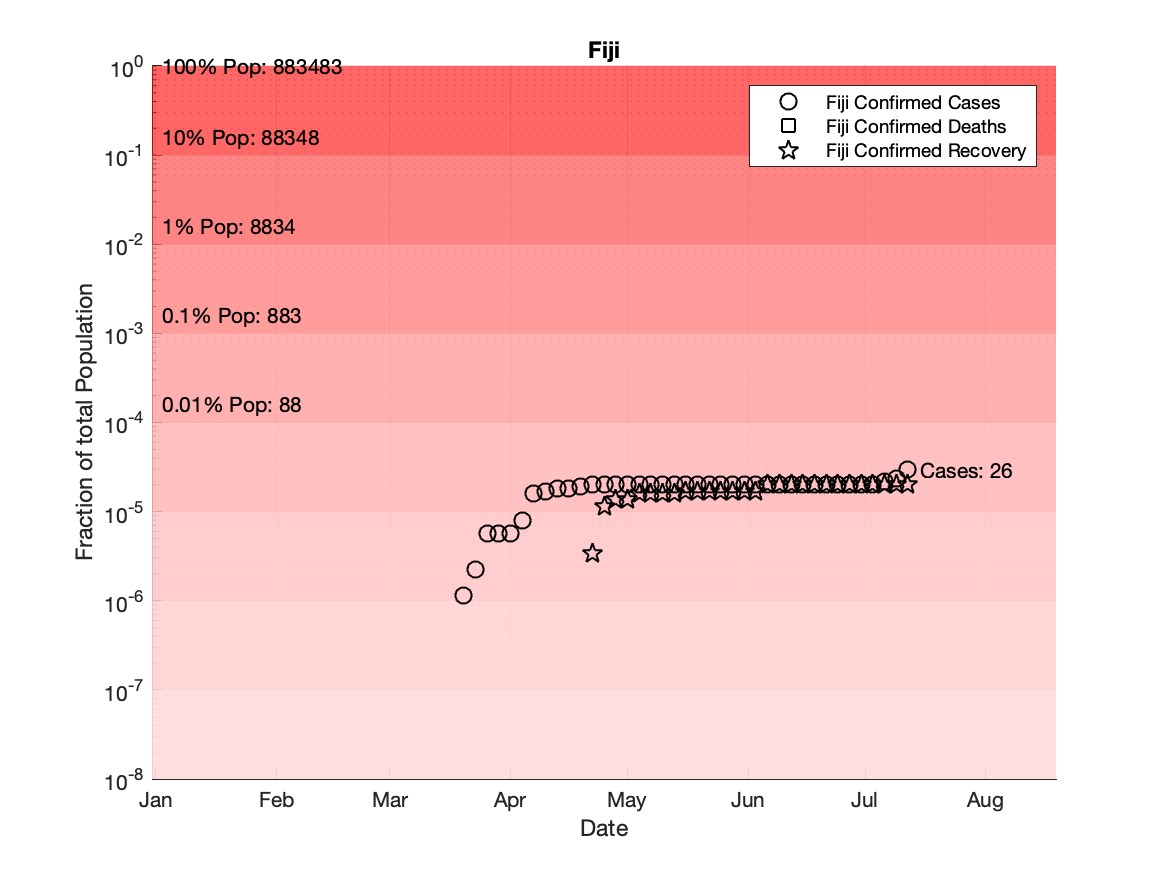 Fiji
10⁰
100% Pop: 883483
Fiji Confirmed Cases
Fiji Confirmed Deaths
Fiji Confirmed Recovery
10% Pop: 88348
10⁻¹
1% Pop: 8834
10⁻²
0.1% Pop: 883
10⁻³
0.01% Pop: 88
10⁻⁴
Fraction of total Population
Cases: 26
10⁻⁵
10⁻⁶
10⁻⁷
10⁻⁸
Jan Feb Mar Apr May Jun Jul Aug
Date